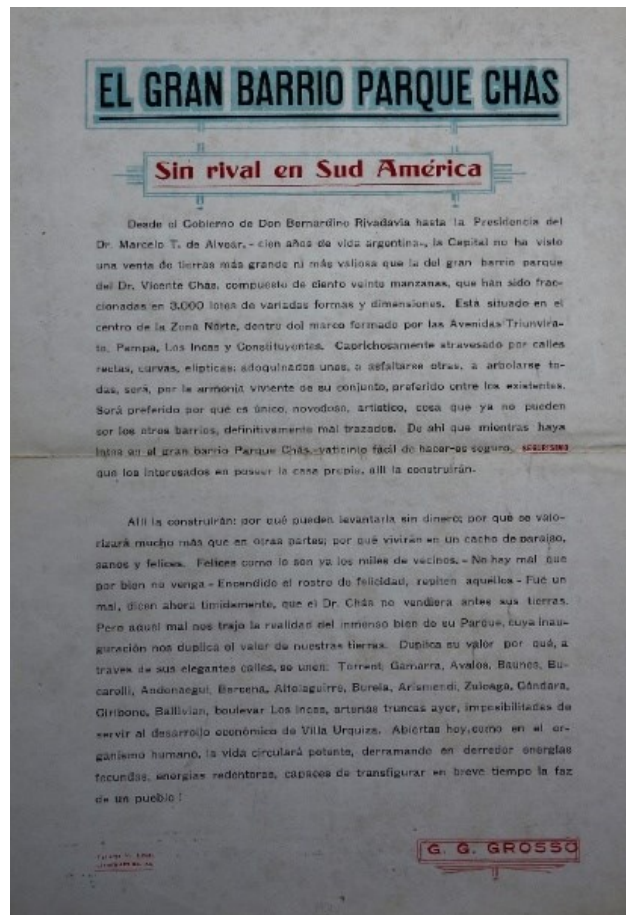 EL GRAN BARRIO PARQUE CHAS
Sin rival en Sud América
Desde el Gobierno de Don Bernardino Rivadavia hasta la Presidencia del
Dr. Marcelo T. de Alvear, - cien años de vida argentina-, la Capital no ha visto
una venta de tierras más grande ni más valiosa que la del gran barrio parque
del Dr. Vicente Chas, compuesto de ciento veinte manzanas, que han sido frac-
cionadas en 3.000 lotes de variadas formas y dimensiones. Está situado en el
centro de la Zona Norte, dentro del marco formado por las Avenidas Triunvira-
to, Pampa, Los Incas y Constituyentes. Caprichosamente atravesado por calles
rectas, curvas, elípticas; adoquinados unas, a asfaltarse otras, a arbolarse to-
das, será, por la armonía viviente de su conjunto, preferido entre los existentes.
Será preferido por qué es único, novedoso, artístico, cosa que ya no pueden
ser los otros barrios, definitivamente mal trazados. De ahí que mientras haya
lotes en el gran barrio Parque Chás,-vaticinio fácil de hacer-es seguro,
que los interesados en poseer la casa propia, allí la construirán.
Allí la construirán; por qué pueden levantarla sin dinero; por que se valo-
rizará mucho más que en otras partes; por qué vivirán en un cacho de paraíso,
sanos y felices. Felices como lo son ya los miles de vecinos. - No hay mal que
por bien no venga - Encendido el rostro de felicidad, repiten aquellos - Fué un
mal, dicen ahora tímidamente, que el Dr. Chás no vendiera antes sus tierras.
Pero aquel mal nos trajo la realidad del inmenso bien de su Parque, cuya inau-
guración nos duplica el valor de nuestras tierras. Duplica su valor por qué, a
través de sus elegantes calles, se unen: Torrent, Gamarra, Avalos, Baunes, Bu-
carelli, Andonaegui, Barcena, Altolaguirre, Burela, Arismendi, Zuloaga, Gándara,
Giribone, Ballivian, boulevar Los Incas, arterias truncas ayer, imposibilitadas de
servir al desarrollo económico de Villa Urquiza. Abiertas hoy, como en el or-
ganismo humano, la vida circulará potente, derramando en derredor energías
fecundas, energías redentoras, capaces de transfigurar en breve tiempo la faz
de un pueblo !
G. G. GROSSO